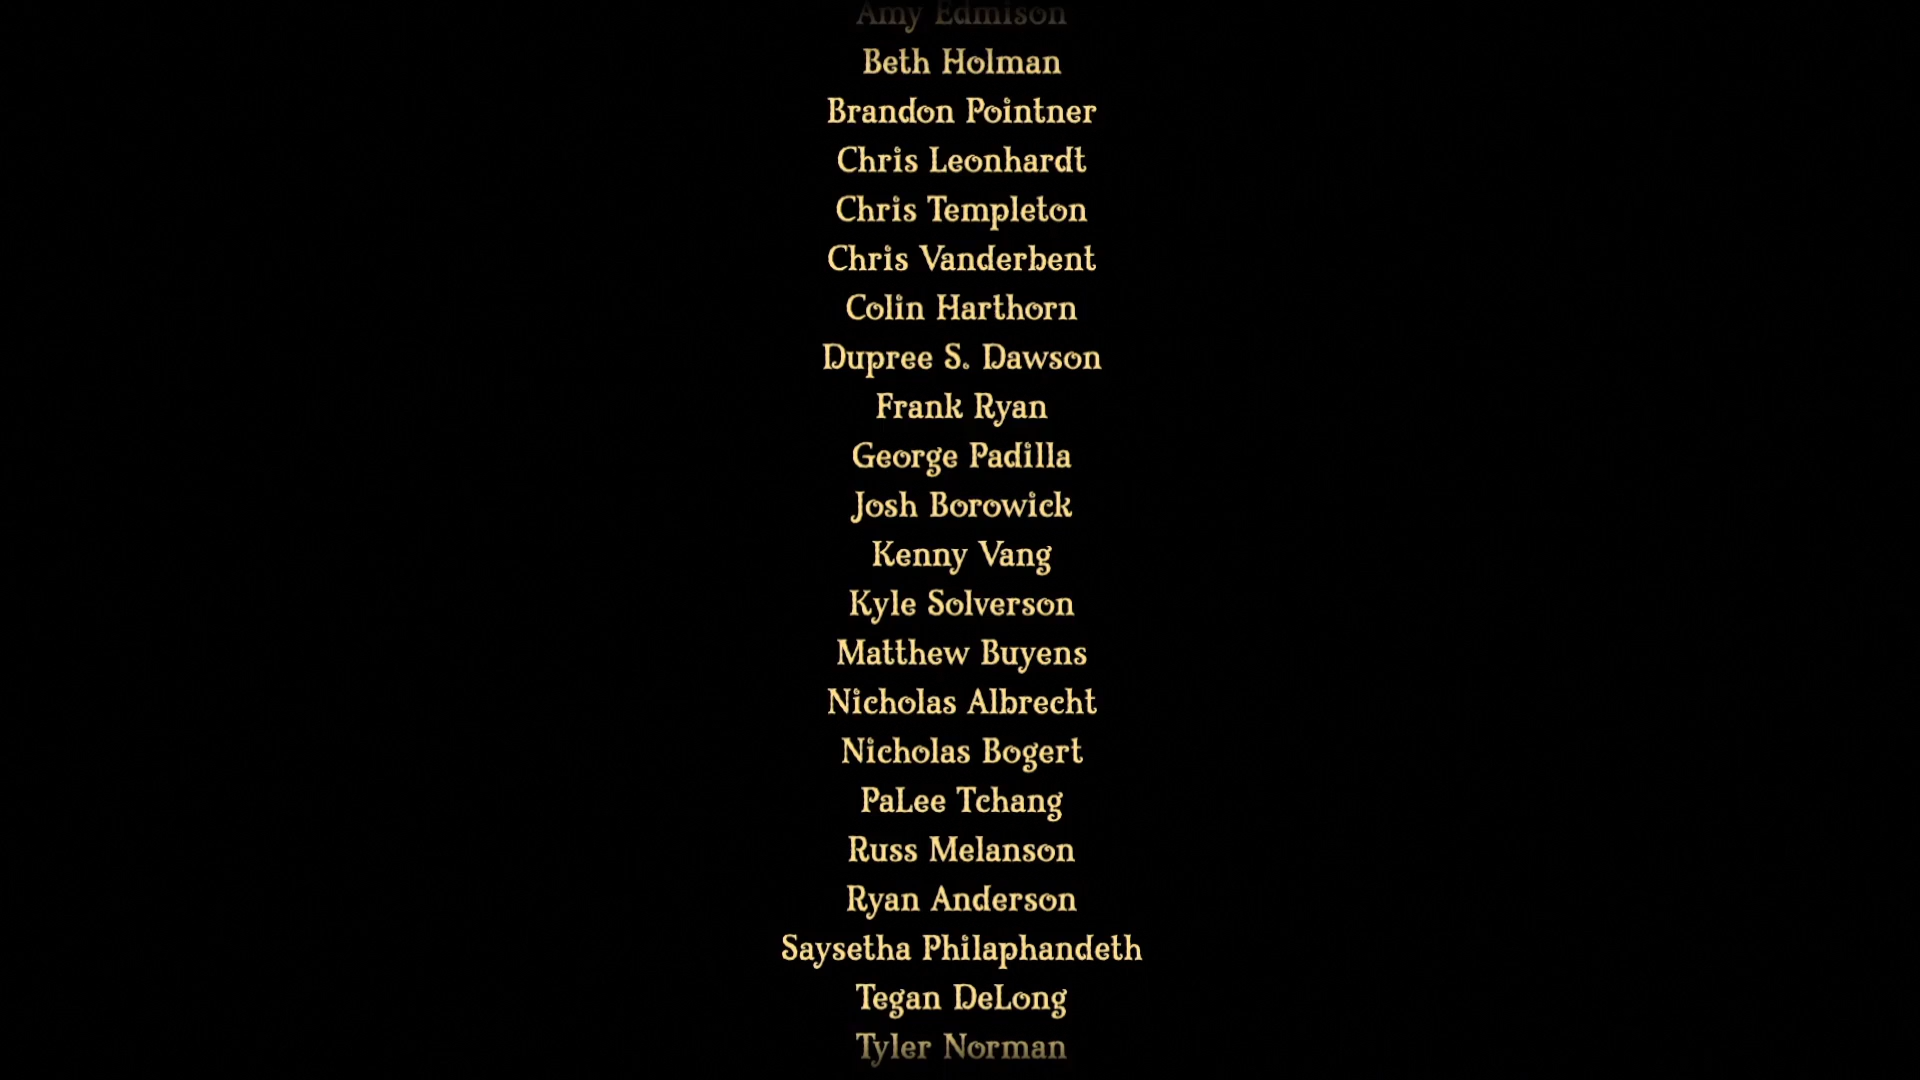 Amy Edmison
Beth Holman
Brandon Pointner
Chris Leonhardt
Chris Templeton
Chris Vanderbent
Colin Harthorn
Dupree S. Dawson
Frank Ryan
George Padilla
Josh Borowick
Kenny Vang
Kyle Solverson
Matthew Buyens
Nicholas Albrecht
Nicholas Bogert
PaLee Tchang
Russ Melanson
Ryan Anderson
Saysetha Philaphandeth
Tegan DeLong
Tyler Norman